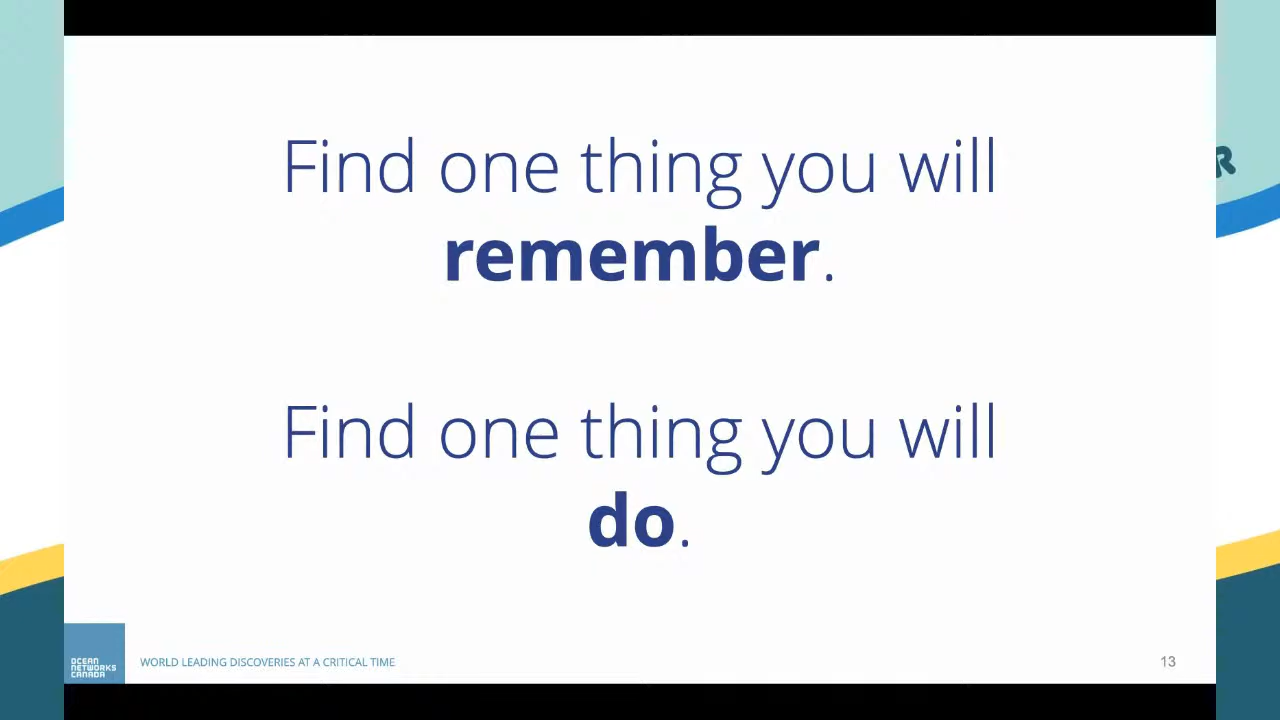 Find one thing you will
remember.
Find one thing you will
do.
OCEAN
NETWORKS
CANADA
WORLD LEADING DISCOVERIES AT A CRITICAL TIME
13
R